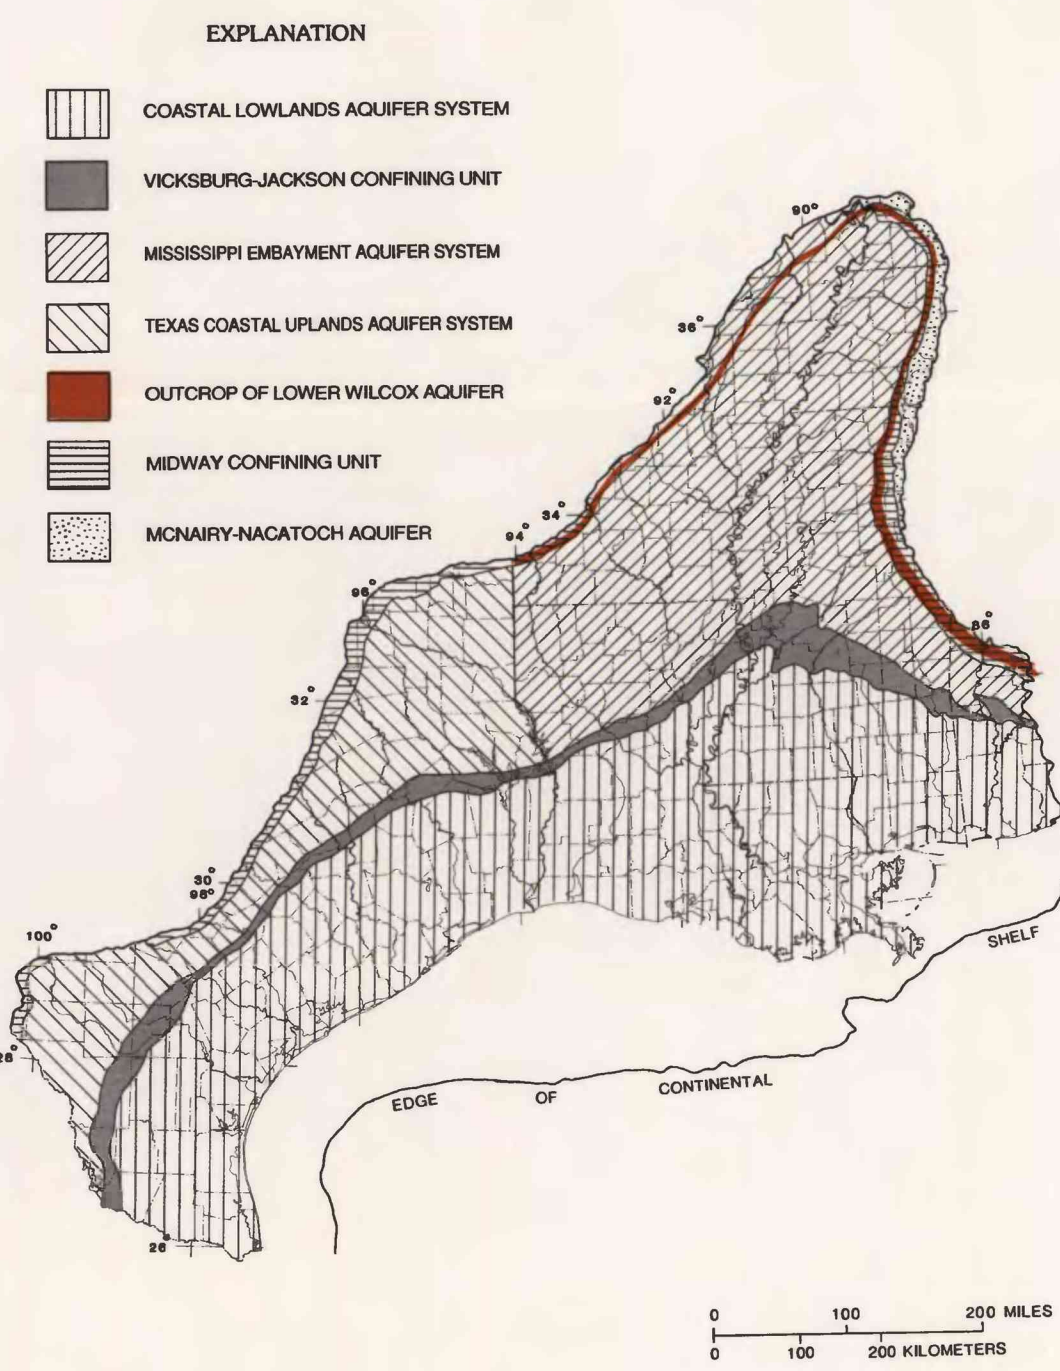 EXPLANATION
COASTAL LOWLANDS AQUIFER SYSTEM
VICKSBURG-JACKSON CONFINING UNIT
MISSISSIPPI EMBAYMENT AQUIFER SYSTEM
TEXAS COASTAL UPLANDS AQUIFER SYSTEM
OUTCROP OF LOWER WILCOX AQUIFER
MIDWAY CONFINING UNIT
MCNAIRY-NACATOCH AQUIFER
90°
36°
92°
34°
94°
96°
86°
32°
30°
98°
100°
28°
26°
EDGE OF CONTINENTAL SHELF
0 100 200 MILES
0 100 200 KILOMETERS